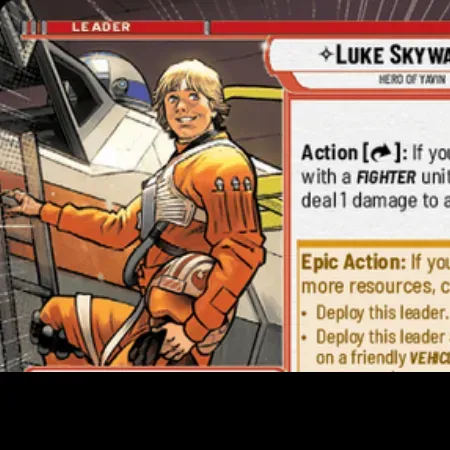 LEADER
LUKE SKYWA
HERO OF YAVIN
Action [ ]: If you
with a FIGHTER unit
deal 1 damage to a
Epic Action: If you
more resources, c
• Deploy this leader.
• Deploy this leader
on a friendly VEHIC